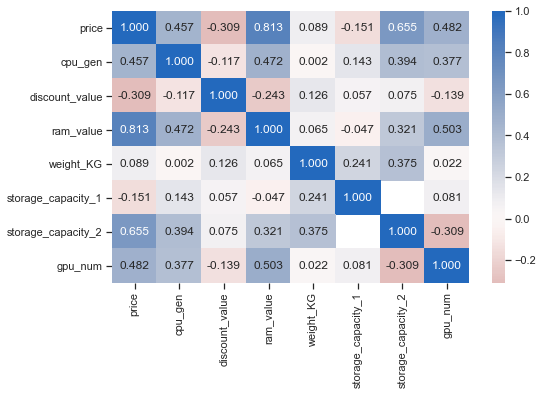 price 1.000 0.457 -0.309 0.813 0.089 -0.151 0.655 0.482
cpu_gen 0.457 1.000 -0.117 0.472 0.002 0.143 0.394 0.377
discount_value -0.309 -0.117 1.000 -0.243 0.126 0.057 0.075 -0.139
ram_value 0.813 0.472 -0.243 1.000 0.065 -0.047 0.321 0.503
weight_KG 0.089 0.002 0.126 0.065 1.000 0.241 0.375 0.022
storage_capacity_1 -0.151 0.143 0.057 -0.047 0.241 1.000 0.081
storage_capacity_2 0.655 0.394 0.075 0.321 0.375 1.000 -0.309
gpu_num 0.482 0.377 -0.139 0.503 0.022 0.081 -0.309 1.000
price
cpu_gen
discount_value
ram_value
weight_KG
storage_capacity_1
storage_capacity_2
gpu_num
1.0
0.8
0.6
0.4
0.2
0.0
-0.2